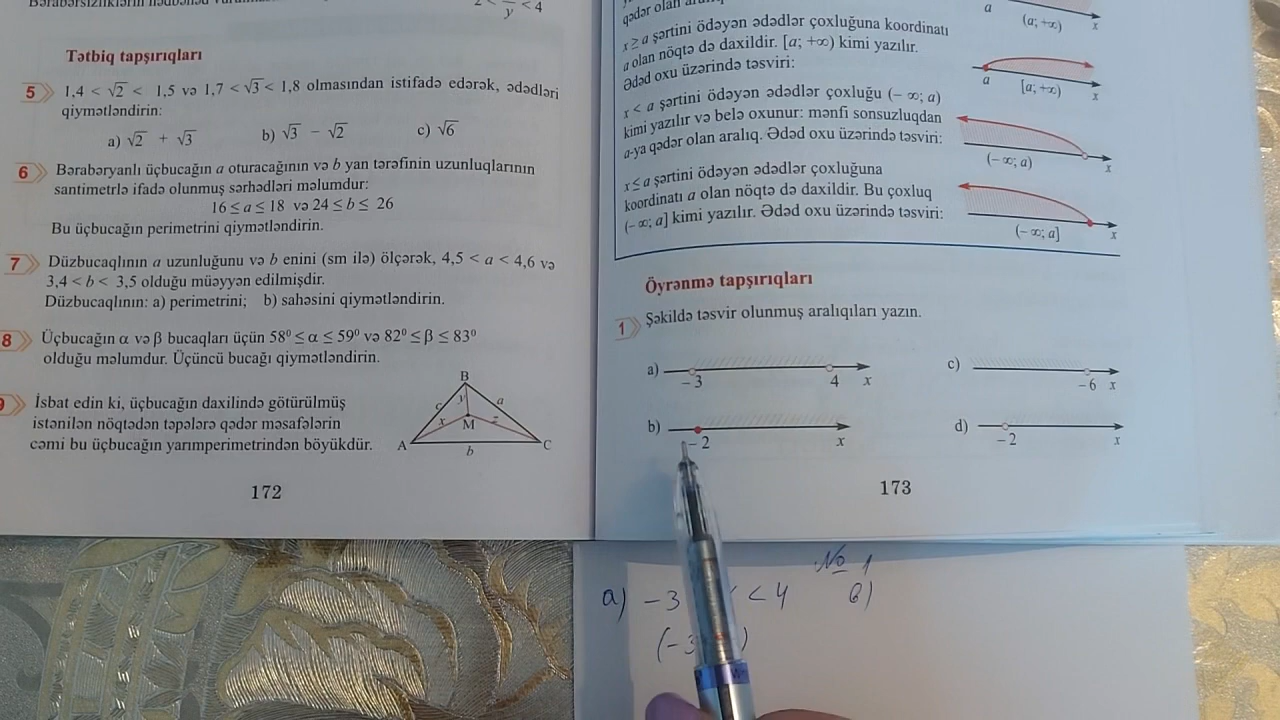 Tətbiq tapşırıqları
5 1,4 < √2 < 1,5 və 1,7 < √3 < 1,8 olmasından istifadə edərək, ədədləri
qiymətləndirin:
a) √2 + √3 b) √3 − √2 c) √6
6 Bərabəryanlı üçbucağın a oturacağının və b yan tərəfinin uzunluqlarının
santimetrlə ifadə olunmuş sərhədləri məlumdur:
16 ≤ a ≤ 18 və 24 ≤ b ≤ 26
Bu üçbucağın perimetrini qiymətləndirin.
7 Düzbucaqlının a uzunluğunu və b enini (sm ilə) ölçərək, 4,5 < a < 4,6 və
3,4 < b < 3,5 olduğu müəyyən edilmişdir.
Düzbucaqlının: a) perimetrini; b) sahəsini qiymətləndirin.
8 Üçbucağın α və β bucaqları üçün 58⁰ ≤ α ≤ 59⁰ və 82⁰ ≤ β ≤ 83⁰
olduğu məlumdur. Üçüncü bucağı qiymətləndirin.
İsbat edin ki, üçbucağın daxilində götürülmüş
istənilən nöqtədən təpələrə qədər məsafələrin
cəmi bu üçbucağın yarımperimetrindən böyükdür.
B
c y a
x M z
A b C
172
qədər olan
a (a; +∞) x
x ≥ a şərtini ödəyən ədədlər çoxluğuna koordinatı
a olan nöqtə də daxildir. [a; +∞) kimi yazılır.
Ədəd oxu üzərində təsviri:
a [a; +∞) x
x < a şərtini ödəyən ədədlər çoxluğu (− ∞; a)
kimi yazılır və belə oxunur: mənfi sonsuzluqdan
a-ya qədər olan aralıq. Ədəd oxu üzərində təsviri:
(− ∞; a) x
x ≤ a şərtini ödəyən ədədlər çoxluğuna
koordinatı a olan nöqtə də daxildir. Bu çoxluq
(− ∞; a] kimi yazılır. Ədəd oxu üzərində təsviri:
(− ∞; a] x
Öyrənmə tapşırıqları
1 Şəkildə təsvir olunmuş aralıqıları yazın.
a) − 3 4 x
c) − 6 x
b) − 2 x
d) − 2 x
173
№ 1
a) −3 < 4 b)
(−3 )